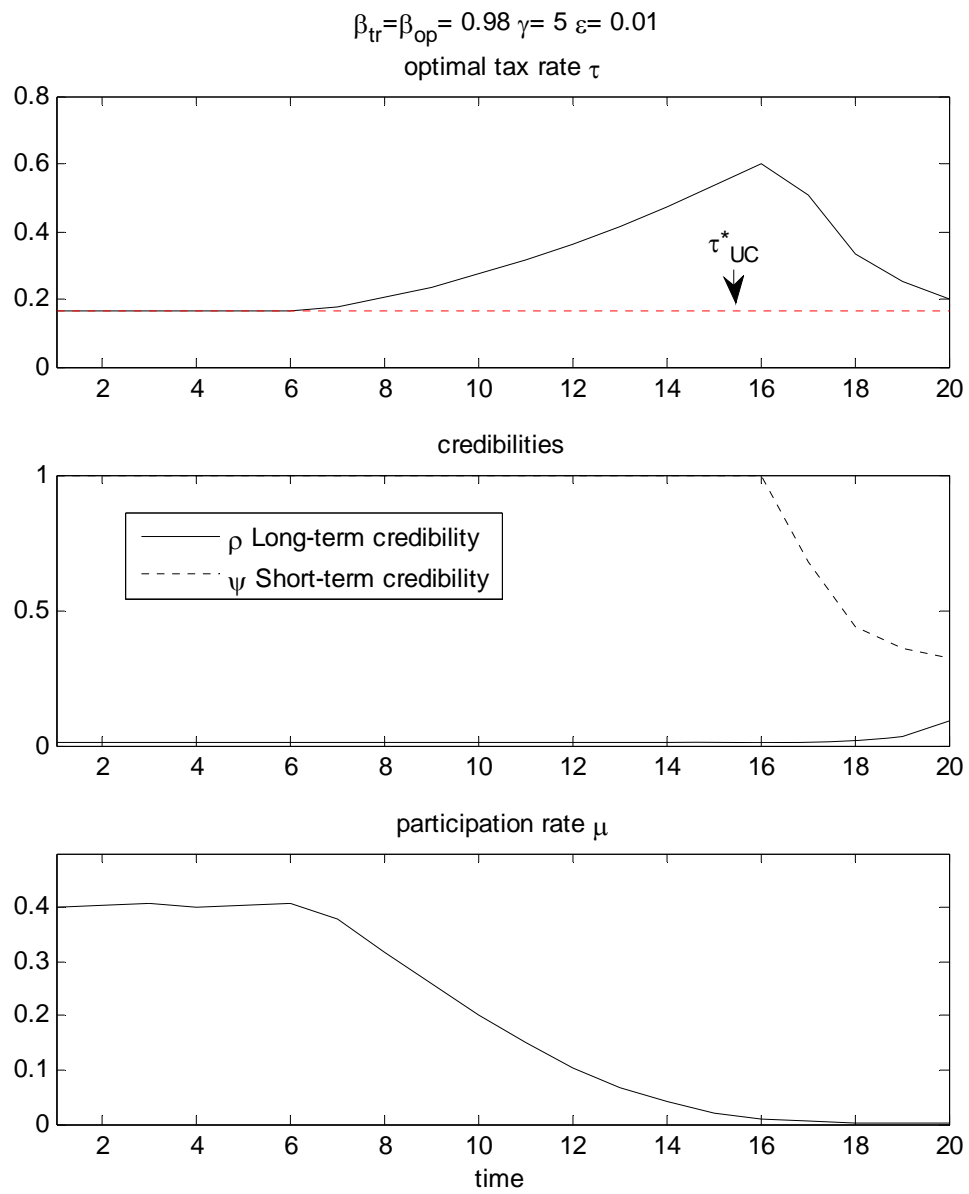 β_tr=β_op= 0.98 γ= 5 ε= 0.01
optimal tax rate τ
0.8
0.6
0.4
0.2
0
τ*_UC
2 4 6 8 10 12 14 16 18 20
credibilities
1
0.5
0
ρ Long-term credibility
ψ Short-term credibility
2 4 6 8 10 12 14 16 18 20
participation rate μ
0.4
0.3
0.2
0.1
0
2 4 6 8 10 12 14 16 18 20
time